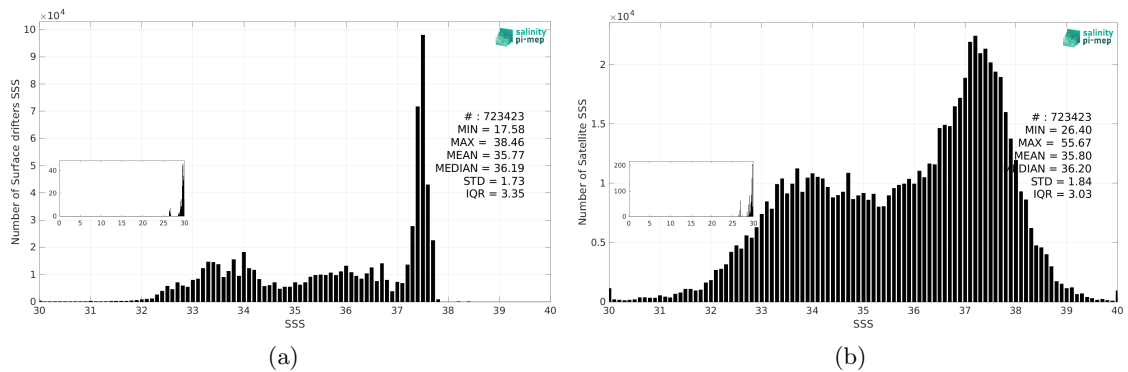 ×10⁴
×10⁴
salinity
pi-mep
salinity
pi-mep
Number of Surface drifters SSS
10
9
8
7
6
5
4
3
2
1
0
# : 723423
MIN = 17.58
MAX = 38.46
MEAN = 35.77
MEDIAN = 36.19
STD = 1.73
IQR = 3.35
40
20
0
0 5 10 15 20 25 30
30 31 32 33 34 35 36 37 38 39 40
SSS
(a)
Number of Satellite SSS
2
1.5
1
0.5
0
# : 723423
MIN = 26.40
MAX = 55.67
MEAN = 35.80
MEDIAN = 36.20
STD = 1.84
IQR = 3.03
200
100
0
0 5 10 15 20 25 30
30 31 32 33 34 35 36 37 38 39 40
SSS
(b)